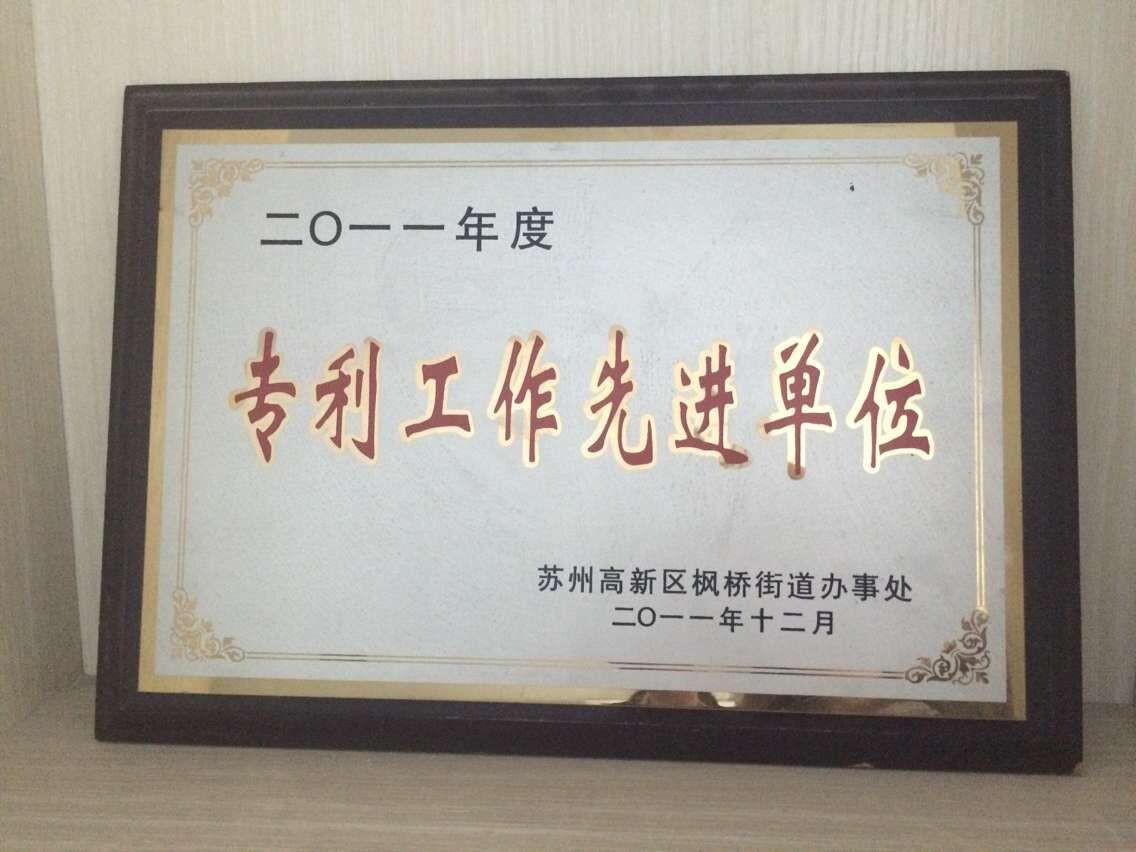 二〇一一年度
专利工作先进单位
苏州高新区枫桥街道办事处
二〇一一年十二月